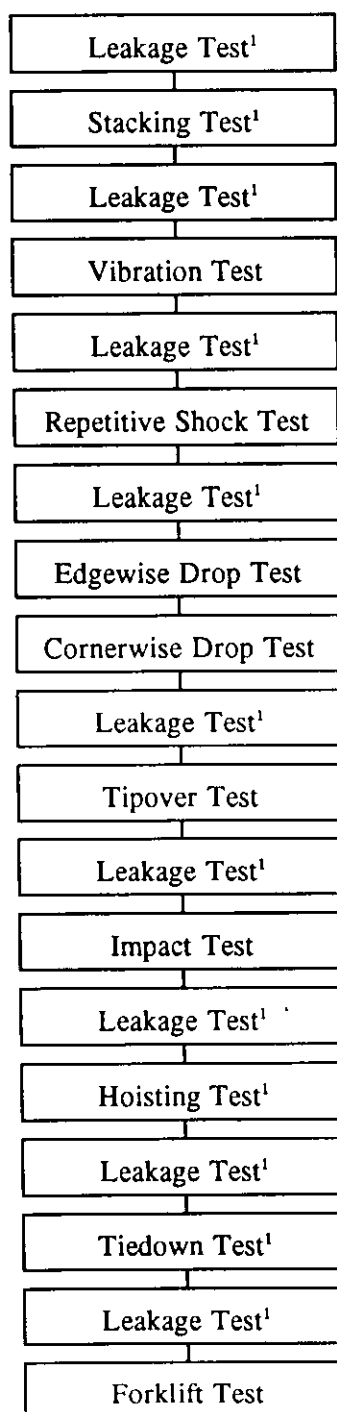 Leakage Test¹
Stacking Test¹
Leakage Test¹
Vibration Test
Leakage Test¹
Repetitive Shock Test
Leakage Test¹
Edgewise Drop Test
Cornerwise Drop Test
Leakage Test¹
Tipover Test
Leakage Test¹
Impact Test
Leakage Test¹
Hoisting Test¹
Leakage Test¹
Tiedown Test¹
Leakage Test¹
Forklift Test